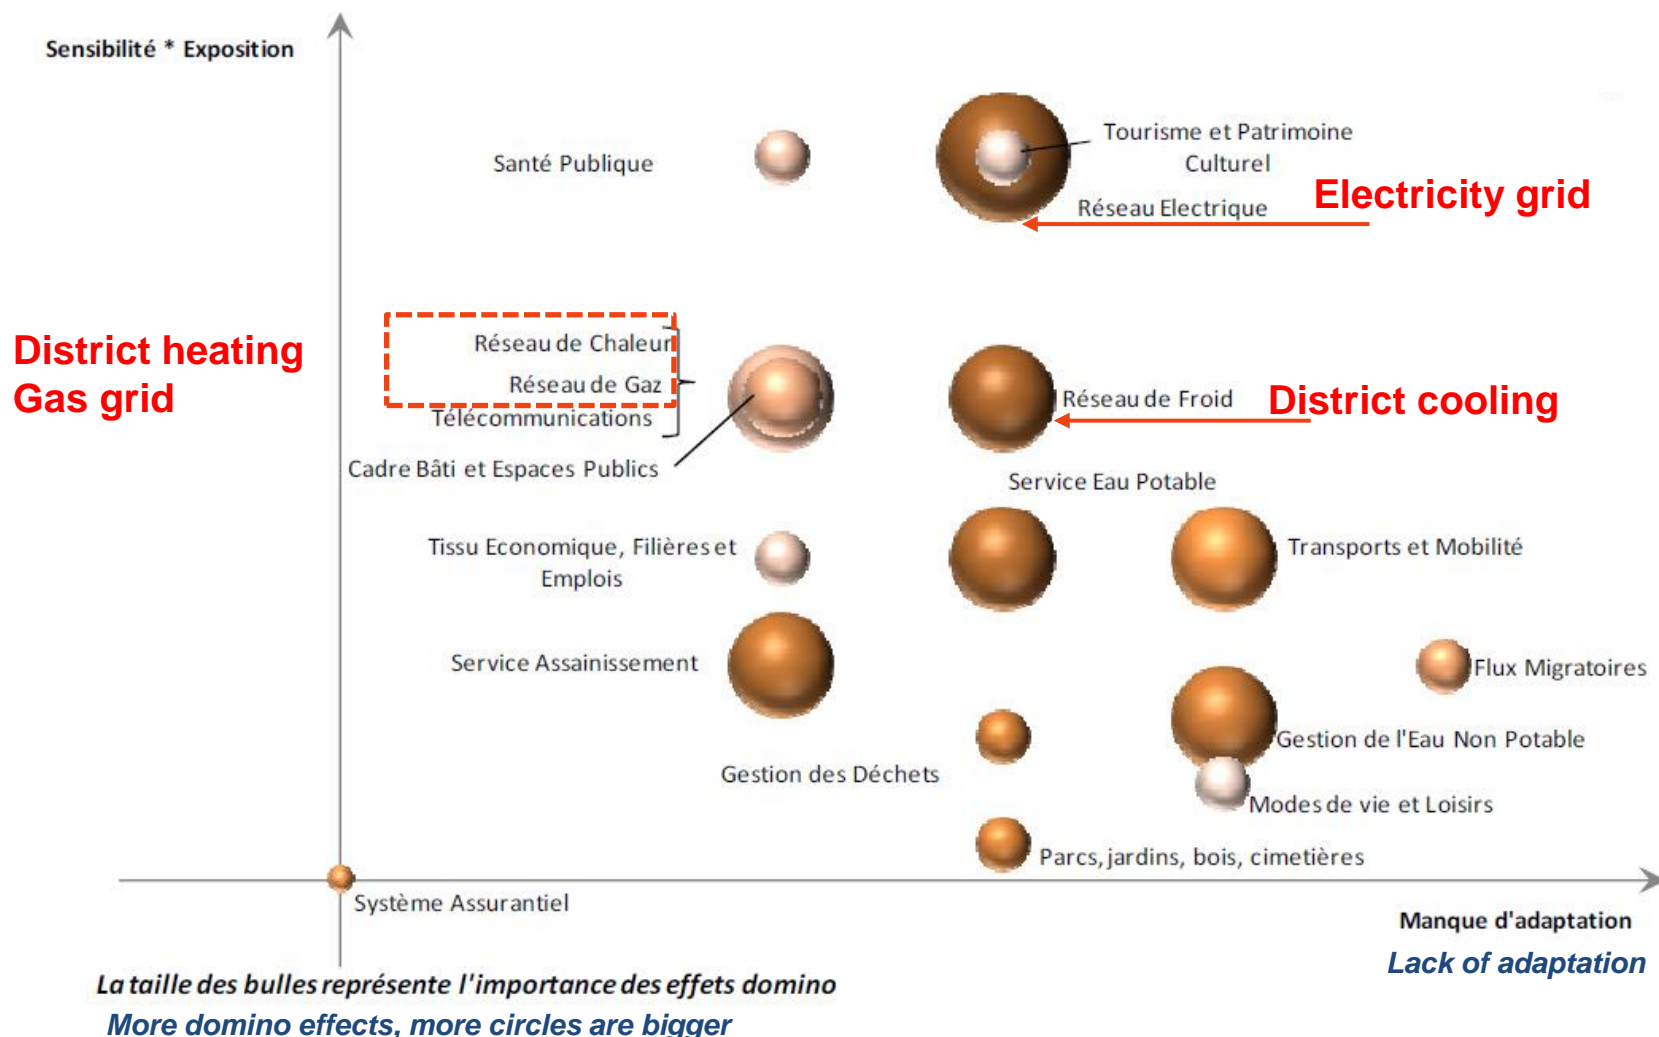 Sensibilité * Exposition
Santé Publique
Tourisme et Patrimoine
Culturel
Réseau Electrique
Electricity grid
District heating
Gas grid
Réseau de Chaleur
Réseau de Gaz
Télécommunications
Cadre Bâti et Espaces Publics
Réseau de Froid
District cooling
Service Eau Potable
Tissu Economique, Filières et
Emplois
Transports et Mobilité
Service Assainissement
Flux Migratoires
Gestion de l'Eau Non Potable
Gestion des Déchets
Modes de vie et Loisirs
Parcs, jardins, bois, cimetières
Système Assurantiel
Manque d'adaptation
Lack of adaptation
La taille des bulles représente l'importance des effets domino
More domino effects, more circles are bigger